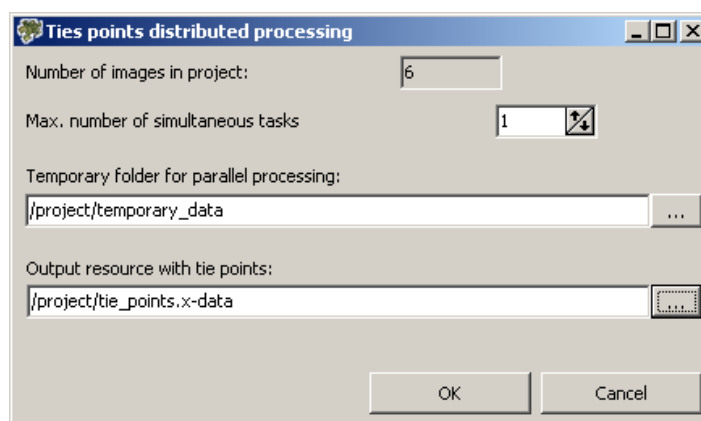 Ties points distributed processing
Number of images in project: 6
Max. number of simultaneous tasks 1
Temporary folder for parallel processing:
/project/temporary_data ...
Output resource with tie points:
/project/tie_points.x-data ...
OK Cancel